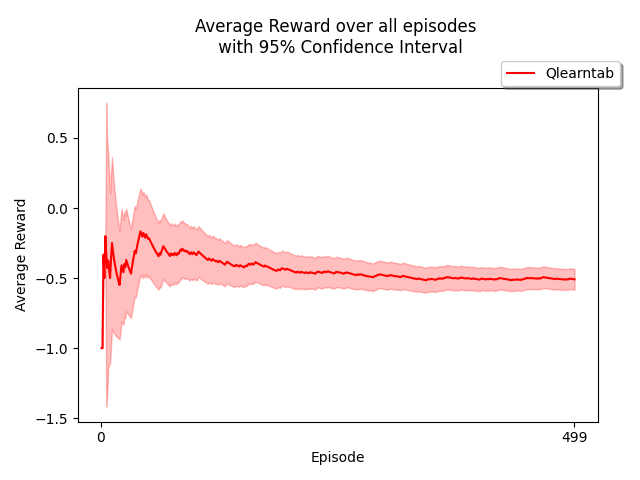 Average Reward over all episodes
with 95% Confidence Interval
Qlearntab
Average Reward
0.5
0.0
−0.5
−1.0
−1.5
0
499
Episode